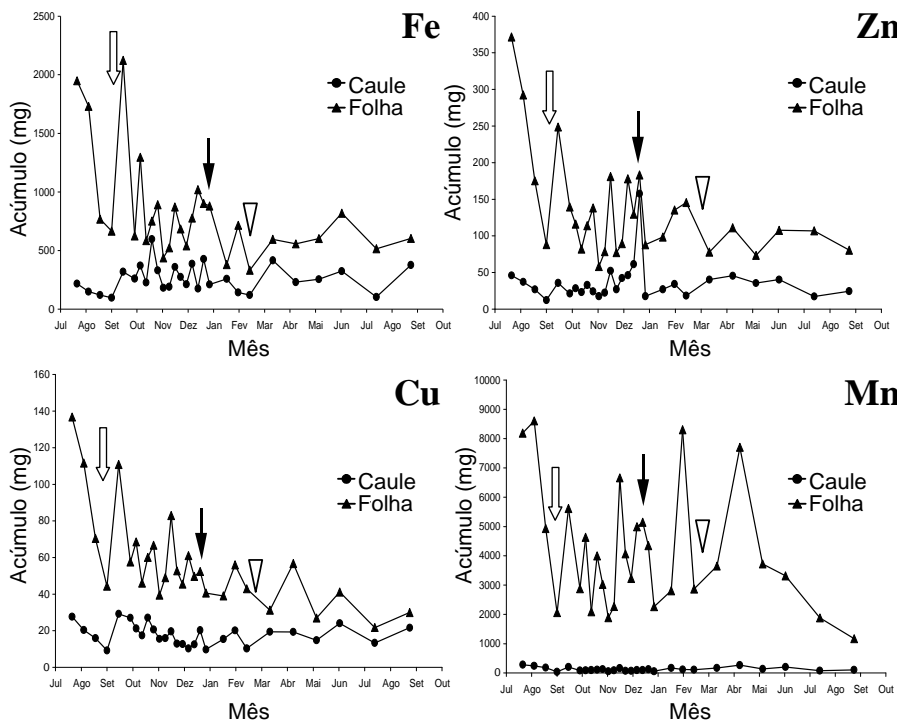 Fe
2500
2000
1500
1000
500
0
Acúmulo (mg)
Caule
Folha
Jul Ago Set Out Nov Dez Jan Fev Mar Abr Mai Jun Jul Ago Set Out
Mês
Zn
400
350
300
250
200
150
100
50
0
Acúmulo (mg)
Caule
Folha
Jul Ago Set Out Nov Dez Jan Fev Mar Abr Mai Jun Jul Ago Set Out
Mês
Cu
160
140
120
100
80
60
40
20
0
Acúmulo (mg)
Caule
Folha
Jul Ago Set Out Nov Dez Jan Fev Mar Abr Mai Jun Jul Ago Set Out
Mês
Mn
10000
9000
8000
7000
6000
5000
4000
3000
2000
1000
0
Acúmulo (mg)
Caule
Folha
Jul Ago Set Out Nov Dez Jan Fev Mar Abr Mai Jun Jul Ago Set Out
Mês